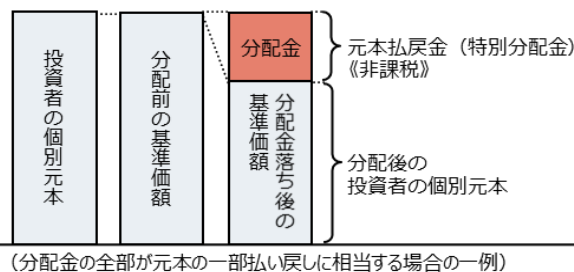 投資者の個別元本
分配前の基準価額
分配金
分配金落ち後の
基準価額
元本払戻金（特別分配金）
《非課税》
分配後の
投資者の個別元本
（分配金の全部が元本の一部払い戻しに相当する場合の一例）